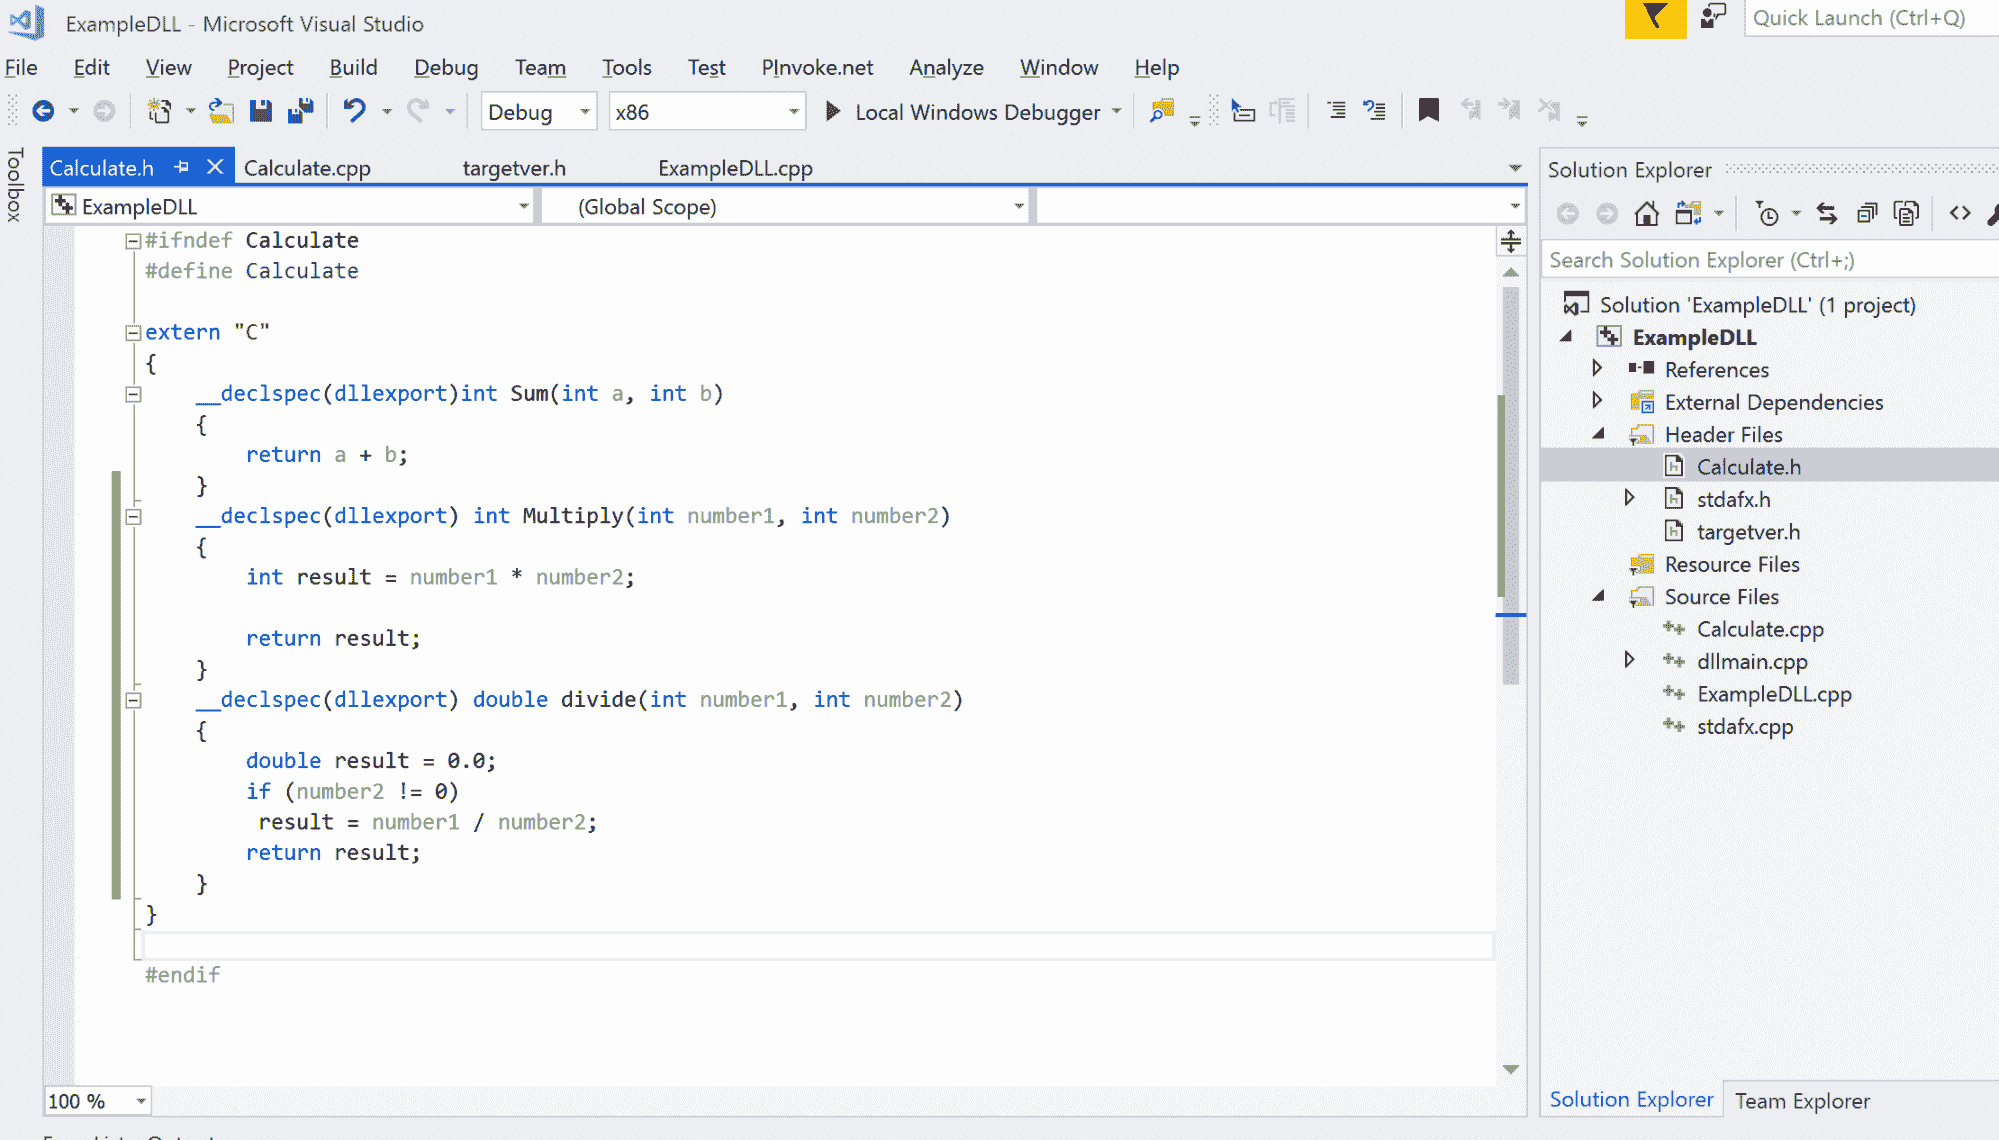 ExampleDLL - Microsoft Visual Studio
Quick Launch (Ctrl+Q)
File Edit View Project Build Debug Team Tools Test PInvoke.net Analyze Window Help
Debug x86 Local Windows Debugger
Toolbox
Calculate.h Calculate.cpp targetver.h ExampleDLL.cpp
ExampleDLL (Global Scope)
#ifndef Calculate
#define Calculate
extern "C"
{
__declspec(dllexport)int Sum(int a, int b)
{
return a + b;
}
__declspec(dllexport) int Multiply(int number1, int number2)
{
int result = number1 * number2;
return result;
}
__declspec(dllexport) double divide(int number1, int number2)
{
double result = 0.0;
if (number2 != 0)
result = number1 / number2;
return result;
}
}
#endif
100 %
Solution Explorer
Search Solution Explorer (Ctrl+;)
Solution 'ExampleDLL' (1 project)
ExampleDLL
References
External Dependencies
Header Files
Calculate.h
stdafx.h
targetver.h
Resource Files
Source Files
Calculate.cpp
dllmain.cpp
ExampleDLL.cpp
stdafx.cpp
Solution Explorer Team Explorer